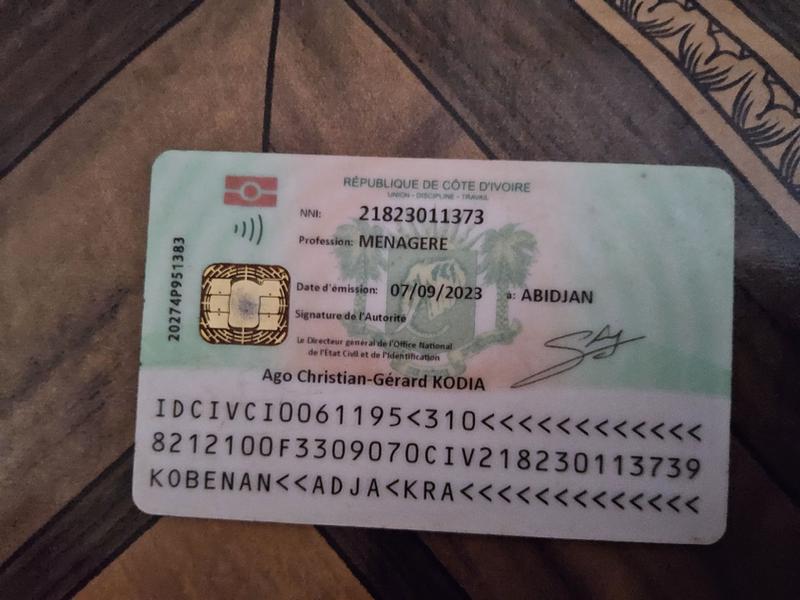 RÉPUBLIQUE DE CÔTE D'IVOIRE
UNION - DISCIPLINE - TRAVAIL
NNI: 21823011373
Profession: MENAGERE
20274P951383
Date d'émission: 07/09/2023 à: ABIDJAN
Signature de l'Autorité
Le Directeur général de l'Office National
de l'Etat Civil et de l'Identification
Ago Christian-Gérard KODIA
IDCIVCI0061195<310<<<<<<<<<<<<
8212100F3309070CIV218230113739
KOBENAN<<ADJA<KRA<<<<<<<<<<<<<